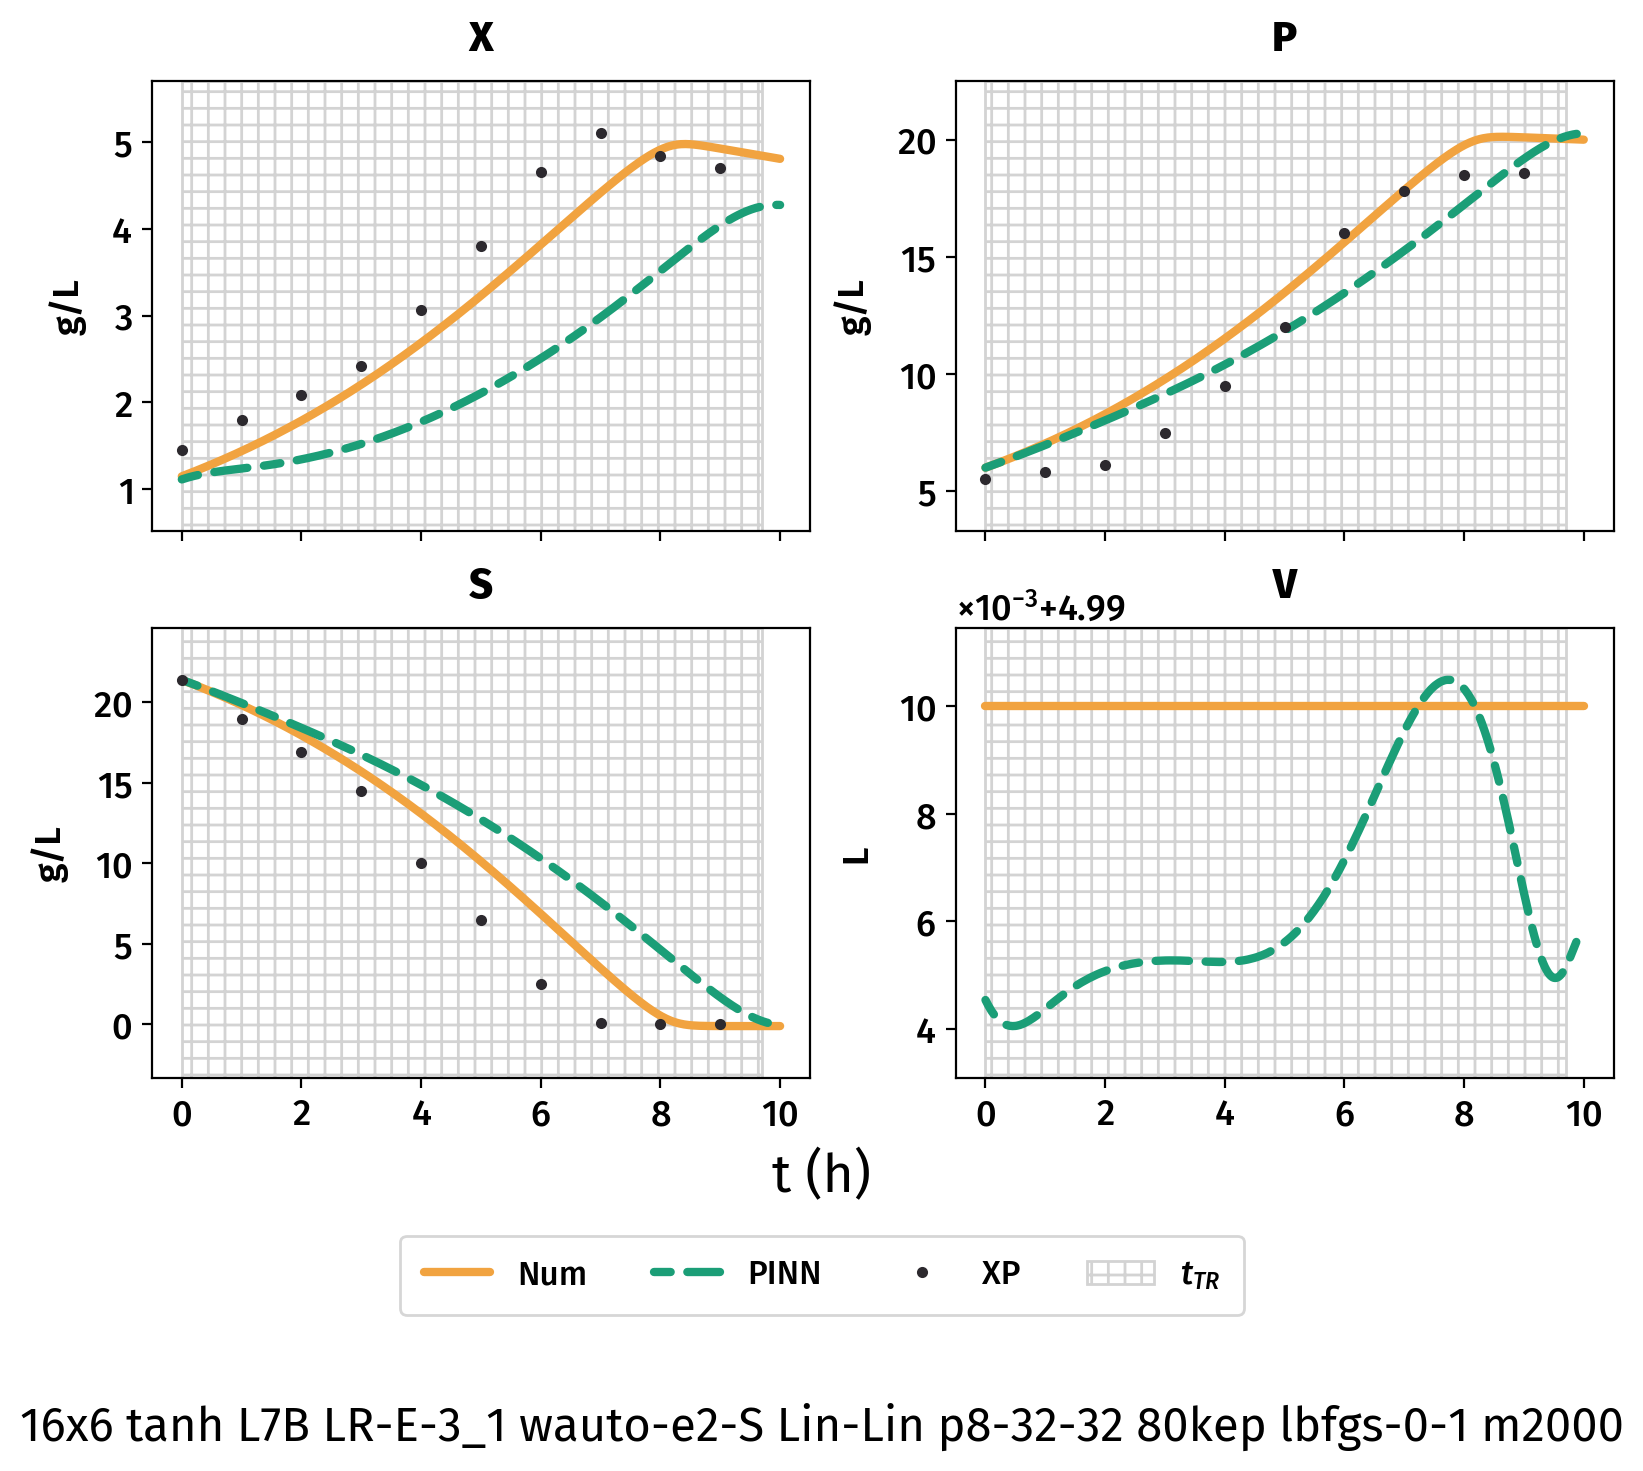 X
P
5
4
3
2
1
g/L
20
15
10
5
g/L
S
V
×10⁻³+4.99
20
15
10
5
0
g/L
10
8
6
4
L
0 2 4 6 8 10
0 2 4 6 8 10
t (h)
Num PINN XP tTR
16x6 tanh L7B LR-E-3_1 wauto-e2-S Lin-Lin p8-32-32 80kep lbfgs-0-1 m2000